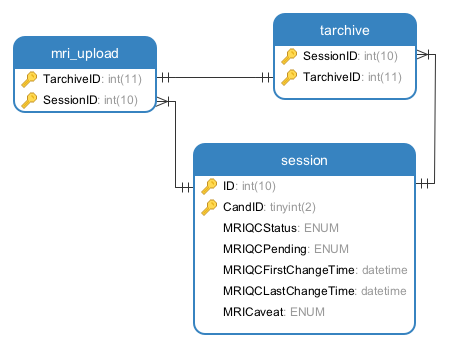 tarchive
SessionID: int(10)
TarchiveID: int(11)
mri_upload
TarchiveID: int(11)
SessionID: int(10)
session
ID: int(10)
CandID: tinyint(2)
MRIQCStatus: ENUM
MRIQCPending: ENUM
MRIQCFirstChangeTime: datetime
MRIQCLastChangeTime: datetime
MRICaveat: ENUM